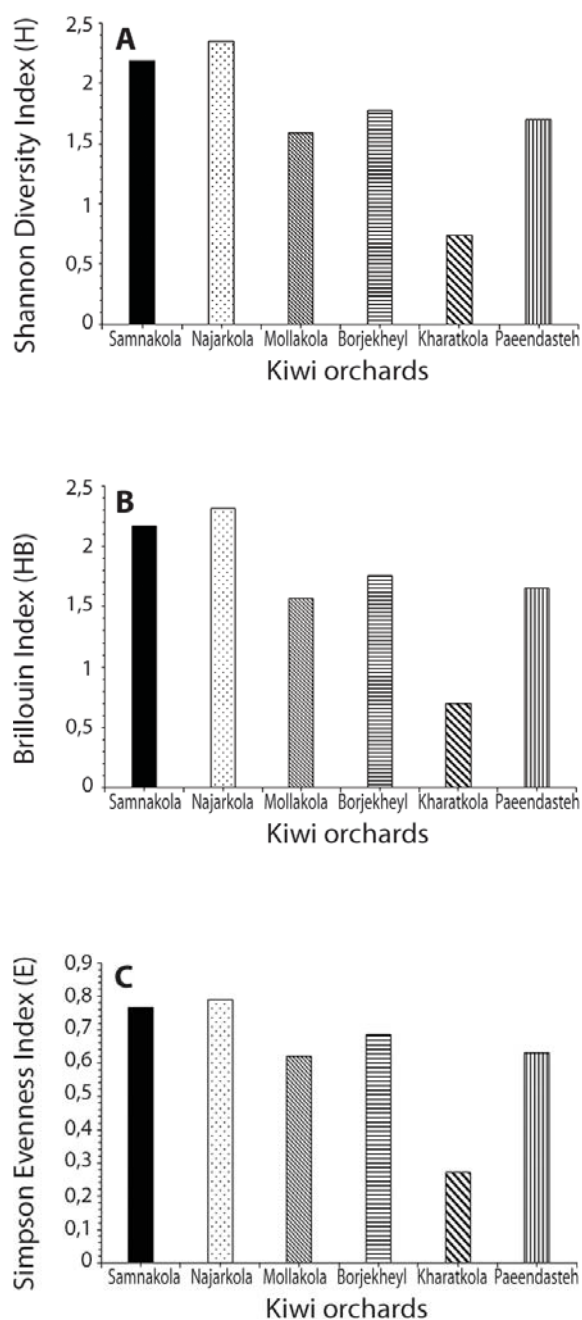 A
Shannon Diversity Index (H)
2,5
2
1,5
1
0,5
0
Samnakola Najarkola Mollakola Borjekheyl Kharatkola Paeendasteh
Kiwi orchards
B
Brillouin Index (HB)
2,5
2
1,5
1
0,5
0
Samnakola Najarkola Mollakola Borjekheyl Kharatkola Paeendasteh
Kiwi orchards
C
Simpson Evenness Index (E)
0,9
0,8
0,7
0,6
0,5
0,4
0,3
0,2
0,1
0
Samnakola Najarkola Mollakola Borjekheyl Kharatkola Paeendasteh
Kiwi orchards